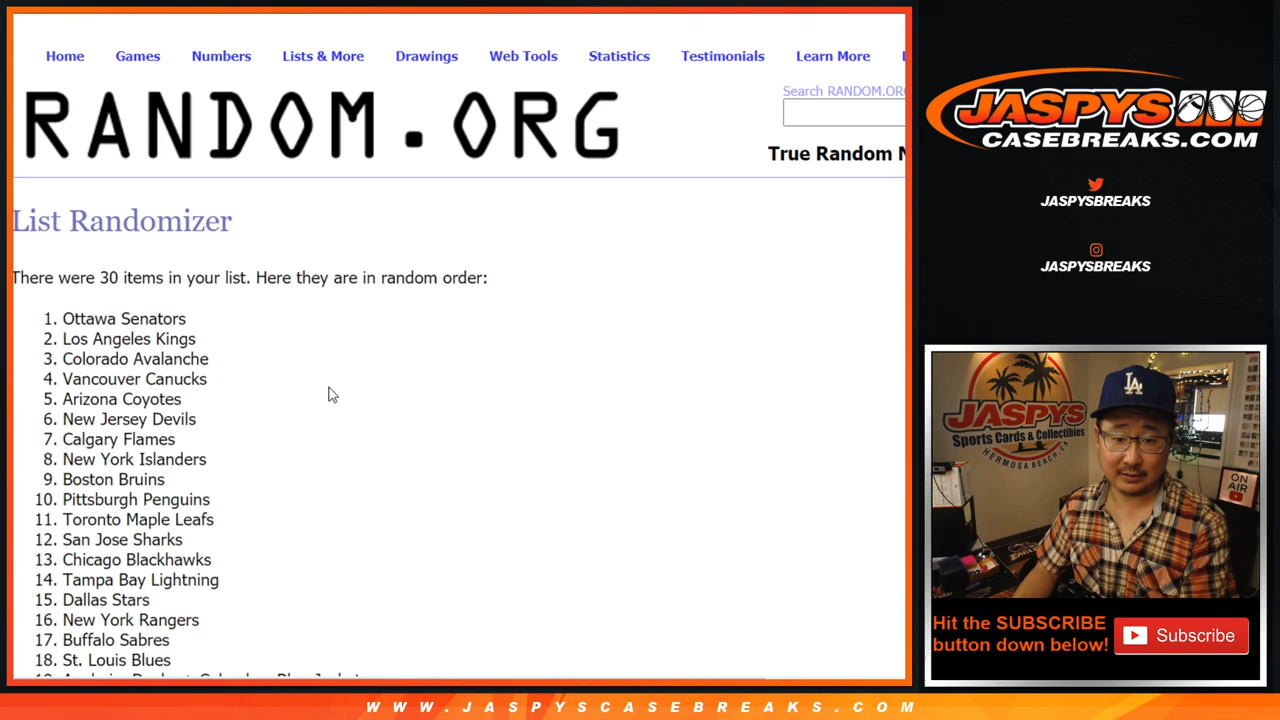 Home Games Numbers Lists & More Drawings Web Tools Statistics Testimonials Learn More
Search RANDOM.ORG
RANDOM.ORG
True Random
List Randomizer
There were 30 items in your list. Here they are in random order:
1. Ottawa Senators
2. Los Angeles Kings
3. Colorado Avalanche
4. Vancouver Canucks
5. Arizona Coyotes
6. New Jersey Devils
7. Calgary Flames
8. New York Islanders
9. Boston Bruins
10. Pittsburgh Penguins
11. Toronto Maple Leafs
12. San Jose Sharks
13. Chicago Blackhawks
14. Tampa Bay Lightning
15. Dallas Stars
16. New York Rangers
17. Buffalo Sabres
18. St. Louis Blues
JASPYS
CASEBREAKS.COM
JASPYSBREAKS
JASPYSBREAKS
JASPYS
Sports Cards & Collectibles
HERMOSA BEACH, CA
LA
ON
AIR
Hit the SUBSCRIBE
button down below!
Subscribe
WWW.JASPYSCASEBREAKS.COM